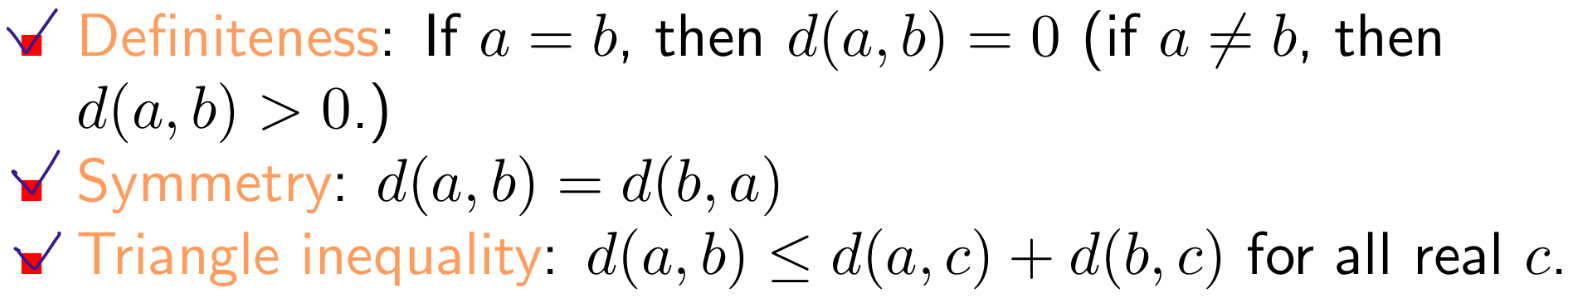 Definiteness: If a = b, then d(a, b) = 0 (if a ≠ b, then
d(a, b) > 0.)
Symmetry: d(a, b) = d(b, a)
Triangle inequality: d(a, b) ≤ d(a, c) + d(b, c) for all real c.